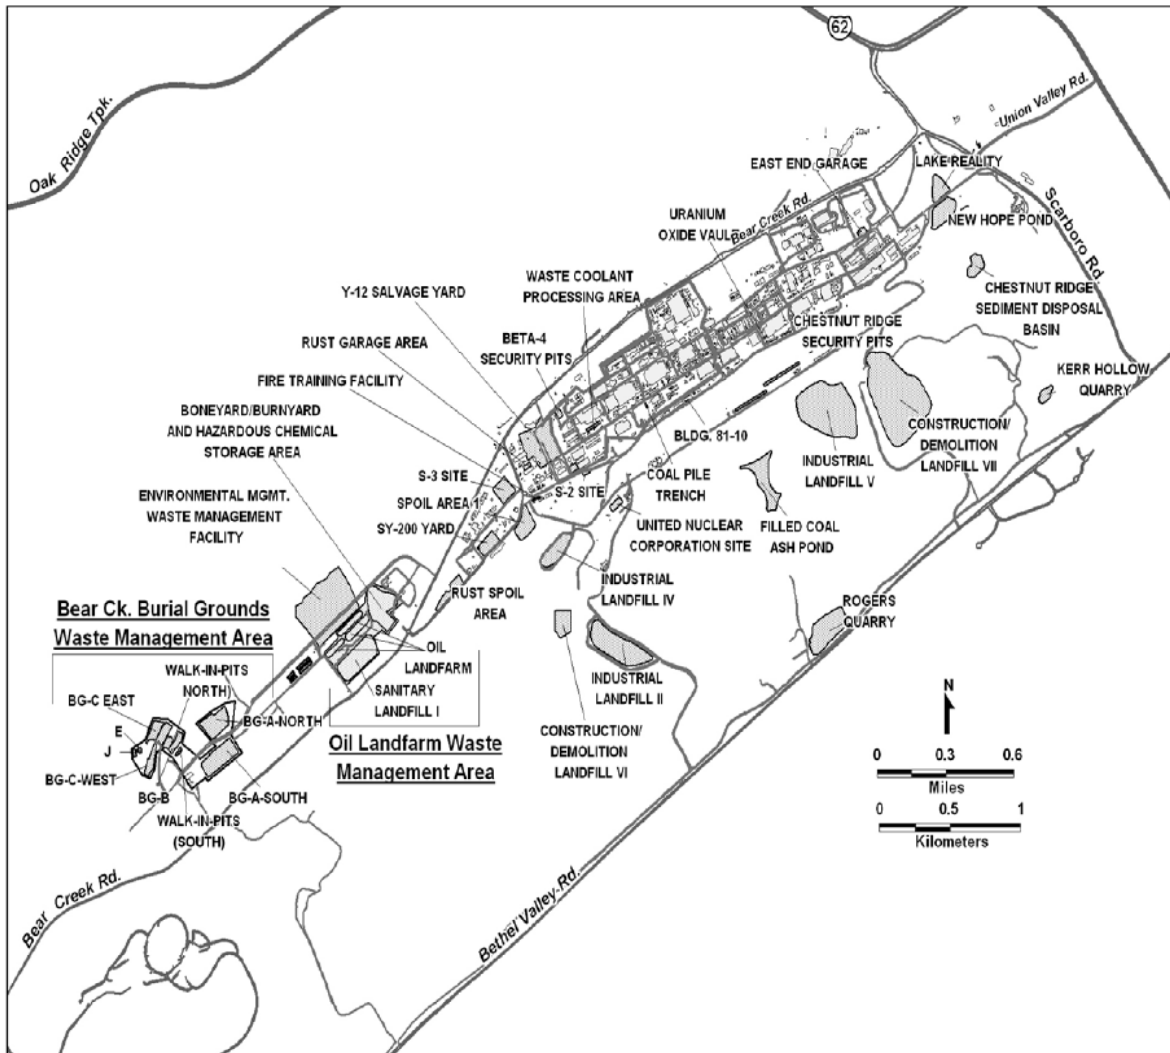 62
Oak Ridge Tpk.
Union Valley Rd.
EAST END GARAGE
LAKE REALITY
Bear Creek Rd.
Scarboro Rd.
NEW HOPE POND
URANIUM
OXIDE VAULT
WASTE COOLANT
PROCESSING AREA
Y-12 SALVAGE YARD
CHESTNUT RIDGE
SEDIMENT DISPOSAL
BASIN
CHESTNUT RIDGE
SECURITY PITS
BETA-4
SECURITY PITS
RUST GARAGE AREA
FIRE TRAINING FACILITY
KERR HOLLOW
QUARRY
BONEYARD/BURNYARD
AND HAZARDOUS CHEMICAL
STORAGE AREA
CONSTRUCTION/
DEMOLITION
LANDFILL VII
BLDG. 81-10
INDUSTRIAL
LANDFILL V
S-3 SITE
S-2 SITE
COAL PILE
TRENCH
ENVIRONMENTAL MGMT.
WASTE MANAGEMENT
FACILITY
SPOIL AREA 1
SY-200 YARD
UNITED NUCLEAR
CORPORATION SITE
FILLED COAL
ASH POND
INDUSTRIAL
LANDFILL IV
RUST SPOIL
AREA
ROGERS
QUARRY
Bear Ck. Burial Grounds
Waste Management Area
OIL
LANDFARM
WALK-IN-PITS
NORTH)
SANITARY
LANDFILL I
INDUSTRIAL
LANDFILL II
BG-C EAST
BG-A-NORTH
E
J
Oil Landfarm Waste
Management Area
CONSTRUCTION/
DEMOLITION
LANDFILL VI
BG-C-WEST
BG-B
BG-A-SOUTH
WALK-IN-PITS
(SOUTH)
N
0 0.3 0.6
Miles
0 0.5 1
Kilometers
Bear Creek Rd.
Bethel Valley Rd.